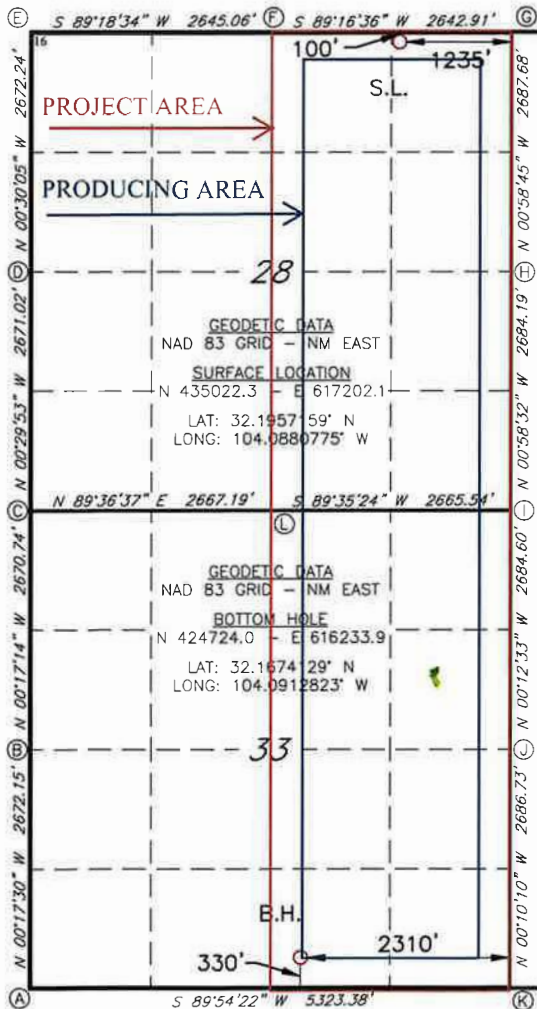 E S 89°18'34" W 2645.06' F S 89°16'36" W 2642.91' G
16
100'
1235'
S.L.
N 00°30'05" W 2672.24'
N 00°58'45" W 2687.68'
PROJECT AREA
PRODUCING AREA
D
28
H
GEODETIC DATA
NAD 83 GRID - NM EAST
SURFACE LOCATION
N 435022.3 - E 617202.1
LAT: 32.1957159° N
LONG: 104.0880775° W
N 00°29'53" W 2671.02'
N 00°58'32" W 2684.19'
N 89°36'37" E 2667.19' S 89°35'24" W 2665.54'
C
L
I
GEODETIC DATA
NAD 83 GRID - NM EAST
BOTTOM HOLE
N 424724.0 - E 616233.9
LAT: 32.1674129° N
LONG: 104.0912823° W
N 00°17'14" W 2670.74'
N 00°12'33" W 2684.60'
B
33
J
N 00°17'30" W 2672.15'
N 00°10'10" W 2686.73'
B.H.
2310'
330'
A
S 89°54'22" W 5323.38'
K